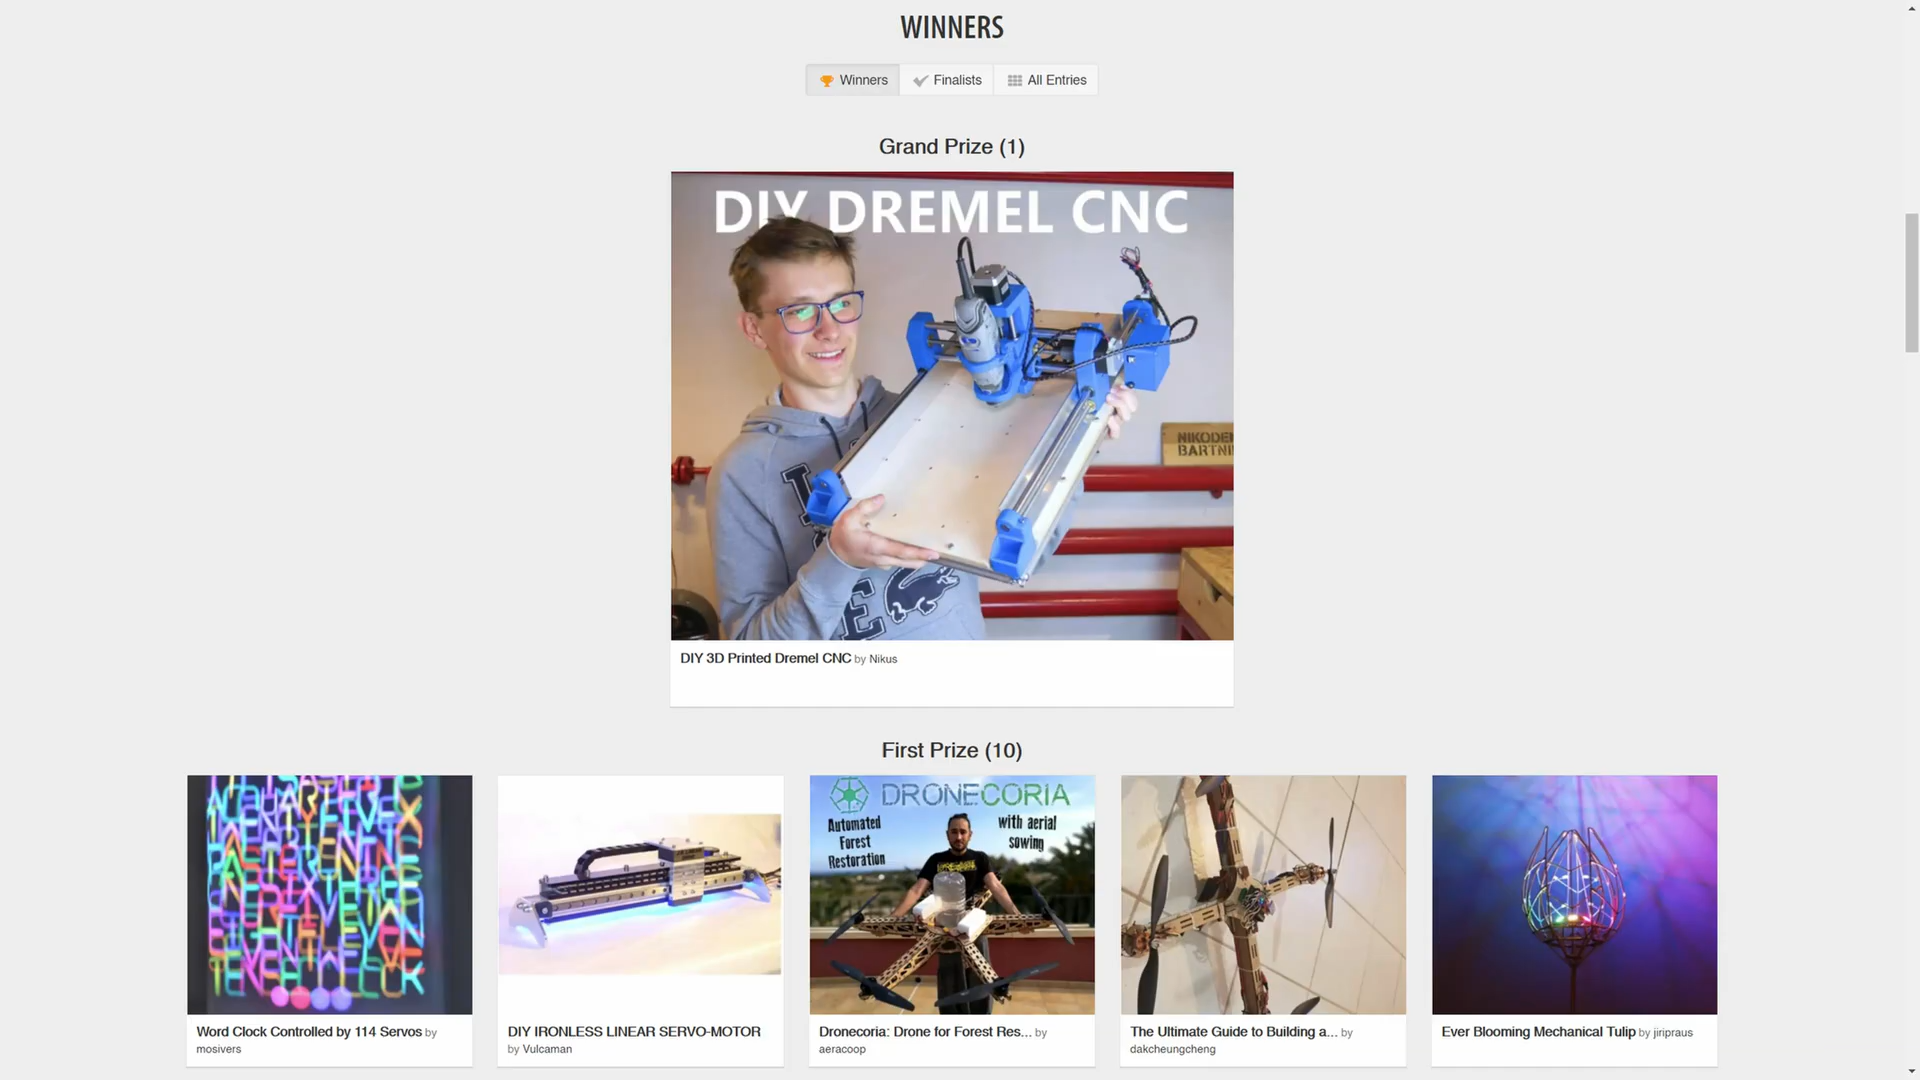 WINNERS
Winners
Finalists
All Entries
Grand Prize (1)
DIY DREMEL CNC
NIKODE
BARTNI
DIY 3D Printed Dremel CNC by Nikus
First Prize (10)
DRONECORIA
Automated
Forest
Restoration
with aerial
sowing
Word Clock Controlled by 114 Servos by
mosivers
DIY IRONLESS LINEAR SERVO-MOTOR
by Vulcaman
Dronecoria: Drone for Forest Res... by
aeracoop
The Ultimate Guide to Building a... by
dakcheungcheng
Ever Blooming Mechanical Tulip by jiripraus